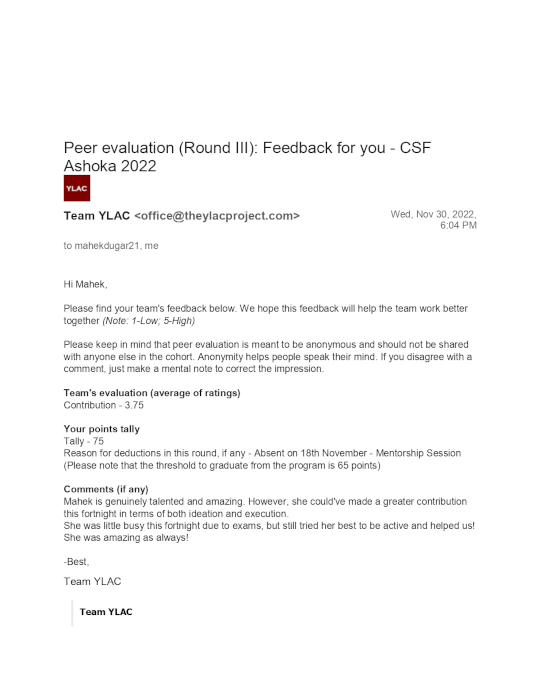 Peer evaluation (Round III): Feedback for you - CSF
Ashoka 2022
YLAC
Team YLAC <office@theylacproject.com>
Wed, Nov 30, 2022,
6:04 PM
to mahekdugar21, me
Hi Mahek,
Please find your team's feedback below. We hope this feedback will help the team work better
together (Note: 1-Low; 5-High)
Please keep in mind that peer evaluation is meant to be anonymous and should not be shared
with anyone else in the cohort. Anonymity helps people speak their mind. If you disagree with a
comment, just make a mental note to correct the impression.
Team's evaluation (average of ratings)
Contribution - 3.75
Your points tally
Tally - 75
Reason for deductions in this round, if any - Absent on 18th November - Mentorship Session
(Please note that the threshold to graduate from the program is 65 points)
Comments (if any)
Mahek is genuinely talented and amazing. However, she could've made a greater contribution
this fortnight in terms of both ideation and execution.
She was little busy this fortnight due to exams, but still tried her best to be active and helped us!
She was amazing as always!
-Best,
Team YLAC
Team YLAC